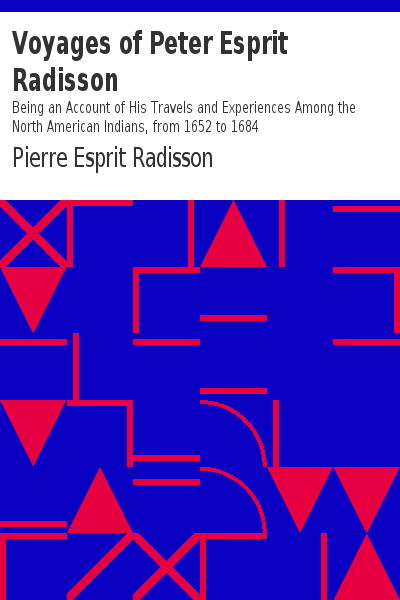 Voyages of Peter Esprit
Radisson
Being an Account of His Travels and Experiences Among the
North American Indians, from 1652 to 1684
Pierre Esprit Radisson